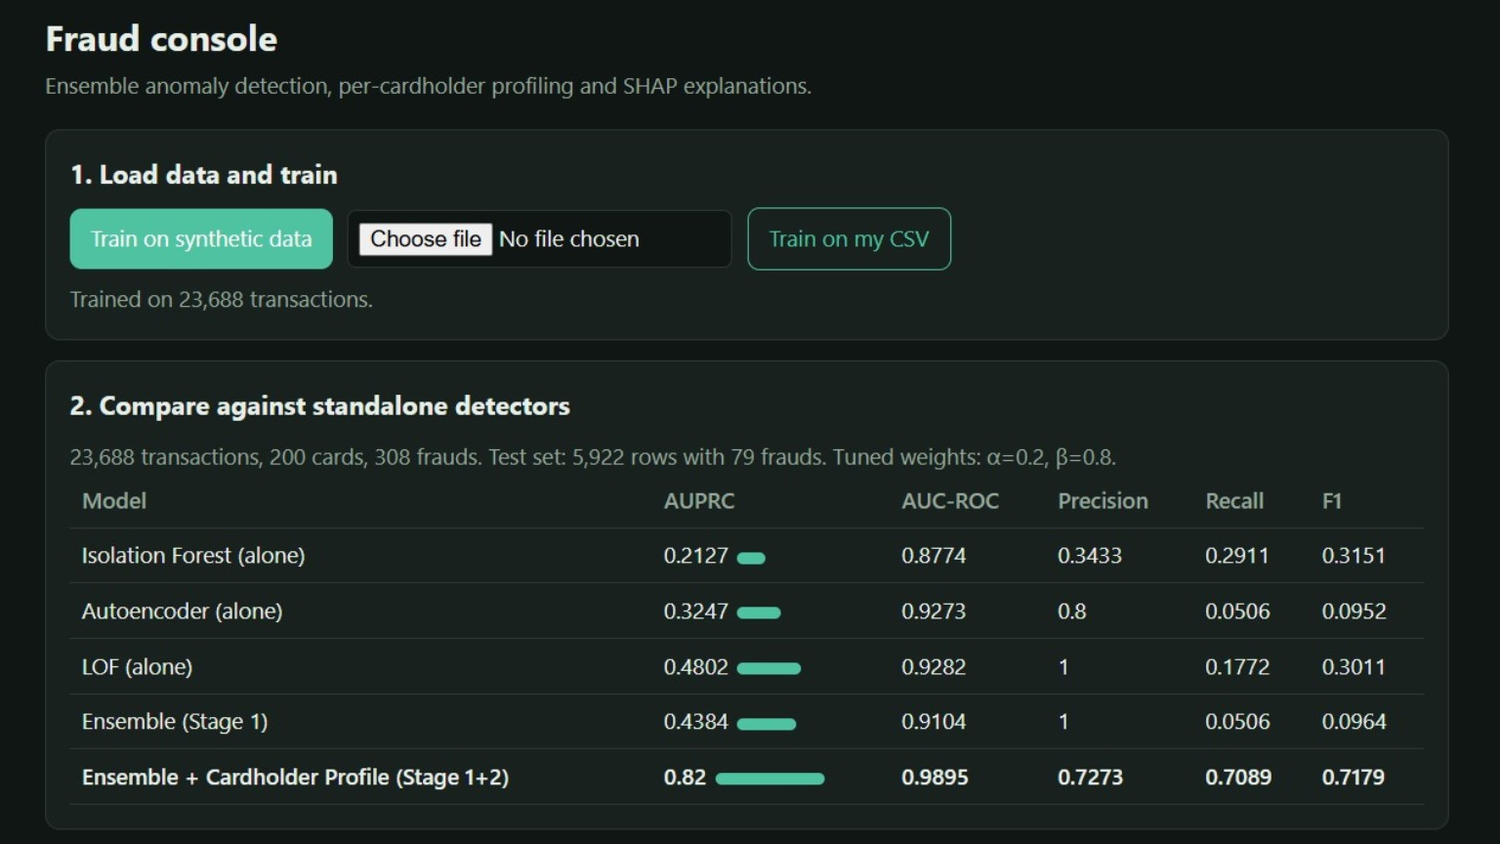 Fraud console
Ensemble anomaly detection, per-cardholder profiling and SHAP explanations.
1. Load data and train
Train on synthetic data Choose file No file chosen Train on my CSV
Trained on 23,688 transactions.
2. Compare against standalone detectors
23,688 transactions, 200 cards, 308 frauds. Test set: 5,922 rows with 79 frauds. Tuned weights: α=0.2, β=0.8.
Model AUPRC AUC-ROC Precision Recall F1
Isolation Forest (alone) 0.2127 0.8774 0.3433 0.2911 0.3151
Autoencoder (alone) 0.3247 0.9273 0.8 0.0506 0.0952
LOF (alone) 0.4802 0.9282 1 0.1772 0.3011
Ensemble (Stage 1) 0.4384 0.9104 1 0.0506 0.0964
Ensemble + Cardholder Profile (Stage 1+2) 0.82 0.9895 0.7273 0.7089 0.7179